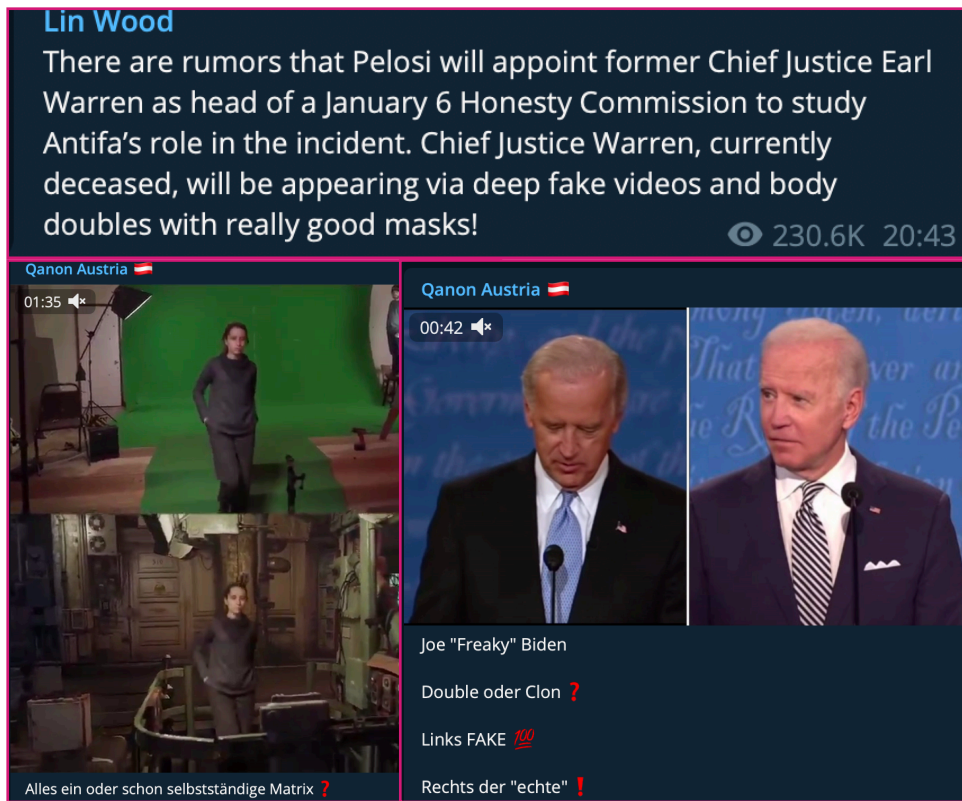 Lin Wood
There are rumors that Pelosi will appoint former Chief Justice Earl
Warren as head of a January 6 Honesty Commission to study
Antifa’s role in the incident. Chief Justice Warren, currently
deceased, will be appearing via deep fake videos and body
doubles with really good masks!
230.6K 20:43
Qanon Austria 🇦🇹
01:35
Alles ein oder schon selbstständige Matrix ❓
Qanon Austria 🇦🇹
00:42
That
the Pe
Joe "Freaky" Biden
Double oder Clon ❓
Links FAKE 💯
Rechts der "echte" ❗